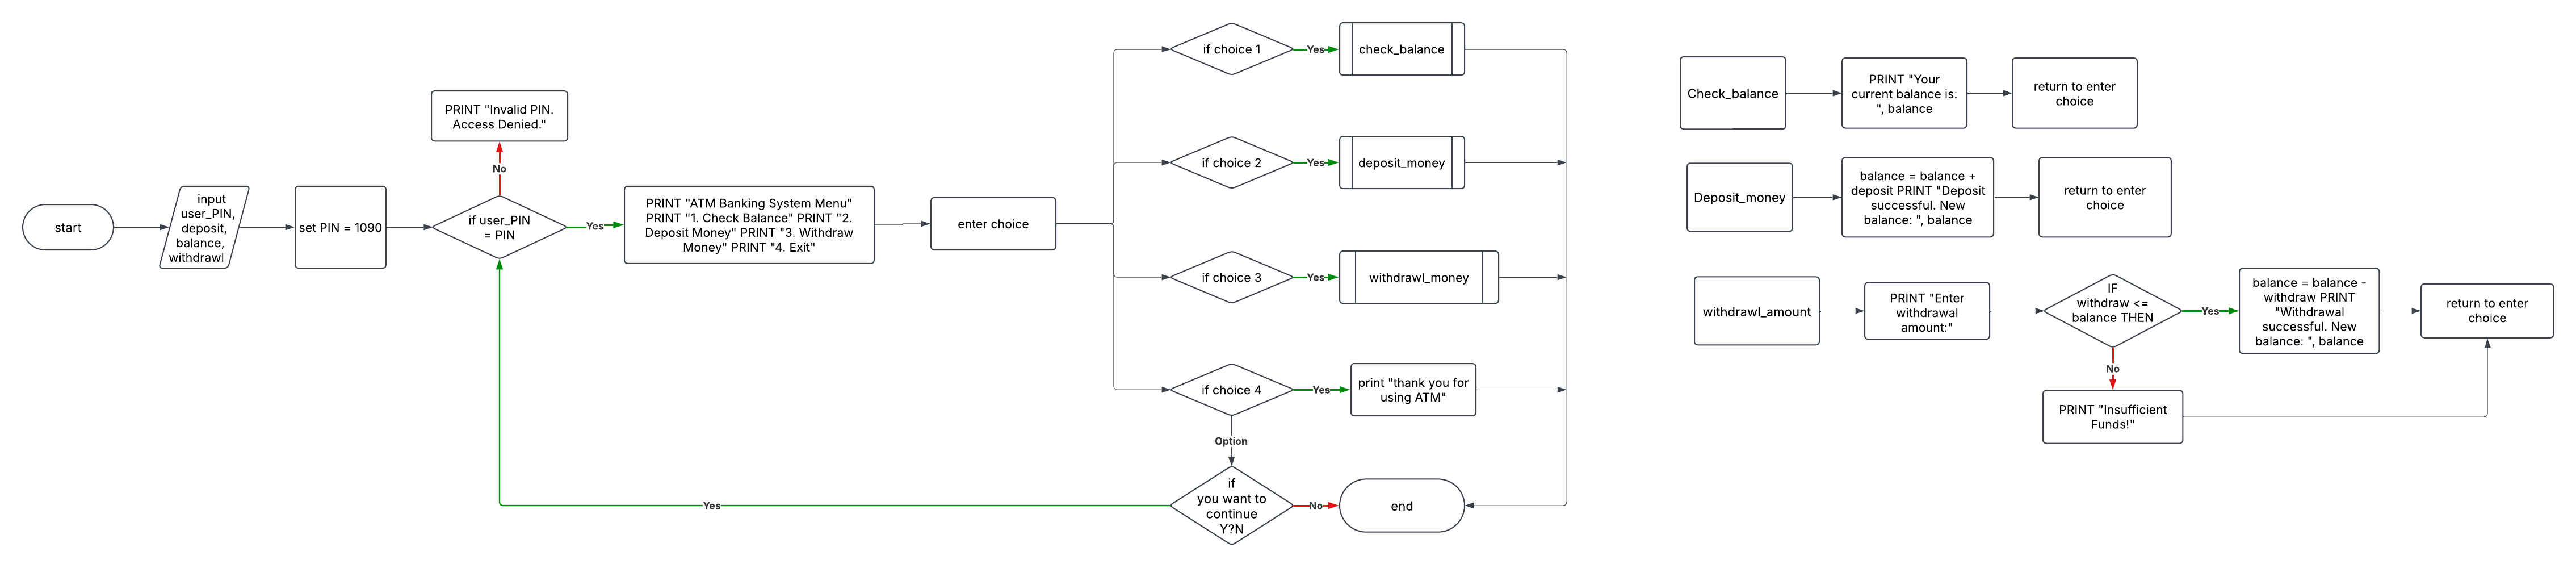 start
input
user_PIN,
deposit,
balance,
withdrawl
set PIN = 1090
if user_PIN
= PIN
No
PRINT "Invalid PIN.
Access Denied."
Yes
PRINT "ATM Banking System Menu"
PRINT "1. Check Balance" PRINT "2.
Deposit Money" PRINT "3. Withdraw
Money" PRINT "4. Exit"
enter choice
if choice 1
Yes
check_balance
if choice 2
Yes
deposit_money
if choice 3
Yes
withdrawl_money
if choice 4
Yes
print "thank you for
using ATM"
Option
if
you want to
continue
Y?N
Yes
No
end
Check_balance
PRINT "Your
current balance is:
", balance
return to enter
choice
Deposit_money
balance = balance +
deposit PRINT "Deposit
successful. New
balance: ", balance
return to enter
choice
withdrawl_amount
PRINT "Enter
withdrawal
amount:"
IF
withdraw <=
balance THEN
Yes
balance = balance -
withdraw PRINT
"Withdrawal
successful. New
balance: ", balance
return to enter
choice
No
PRINT "Insufficient
Funds!"